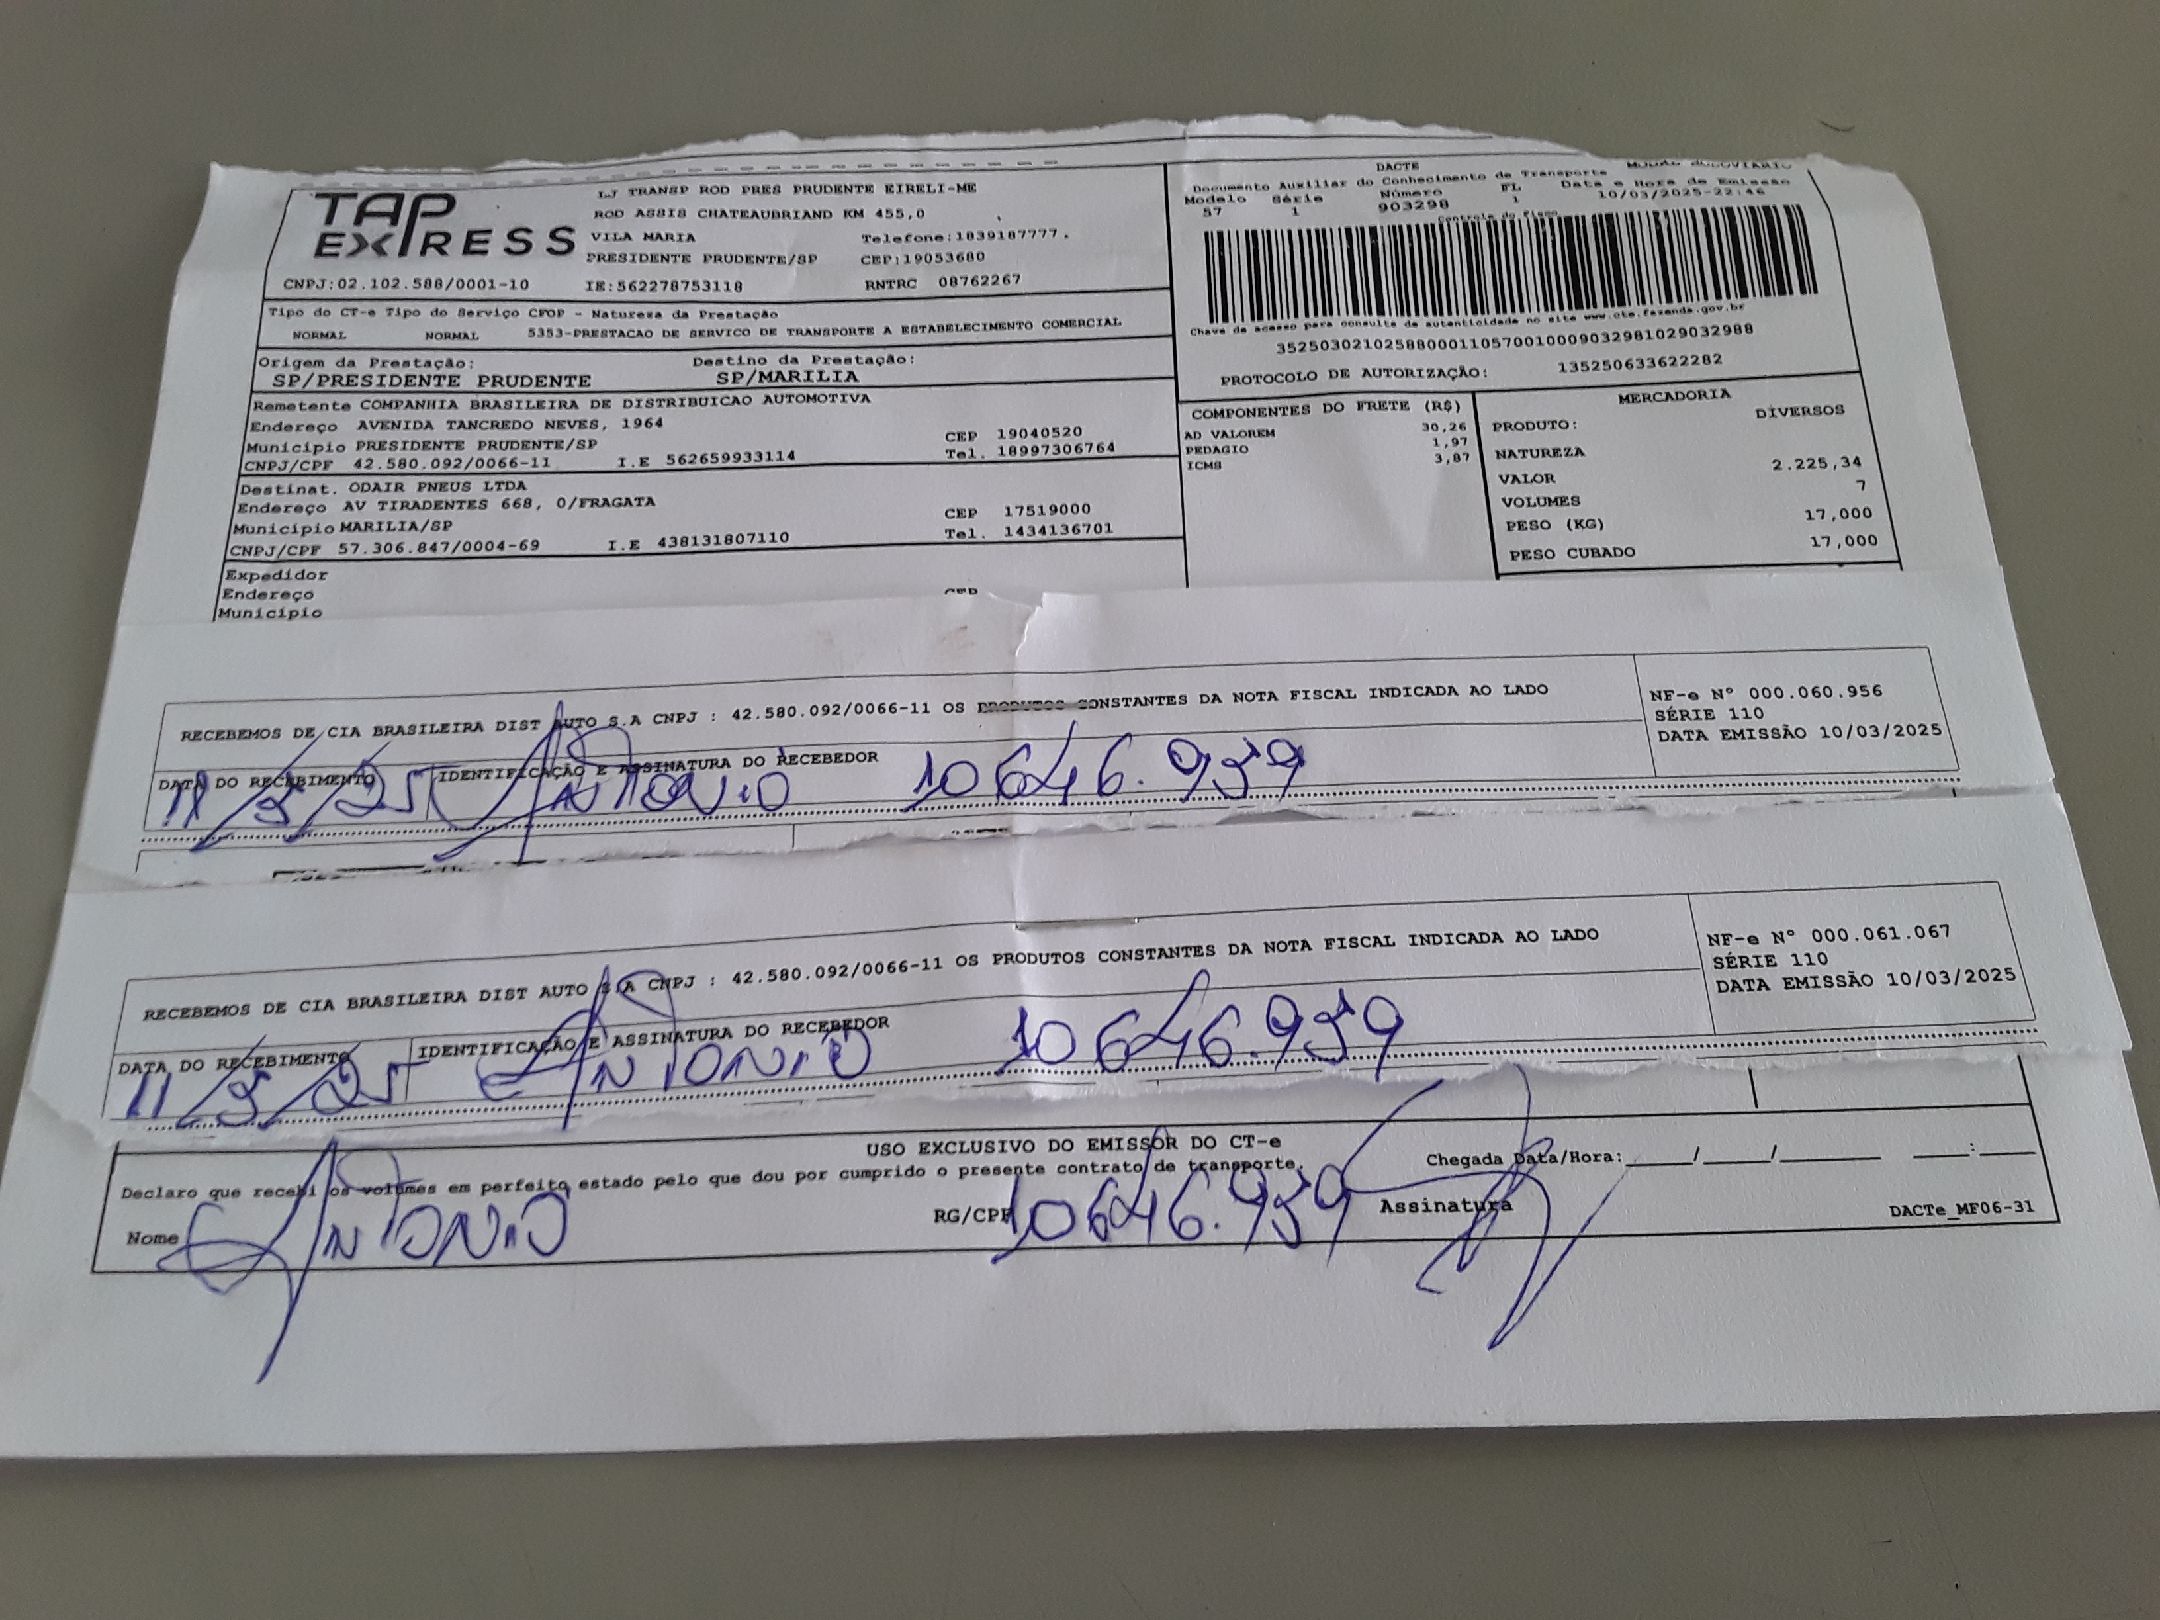 TAP
EXPRESS
LJ TRANSP ROD PRES PRUDENTE EIRELI-ME
ROD ASSIS CHATEAUBRIAND KM 455,0
VILA MARIA Telefone:1839187777.
PRESIDENTE PRUDENTE/SP CEP:19053680
CNPJ:02.102.588/0001-10 IE:562278753118 RNTRC 08762267
DACTE
Documento Auxiliar do Conhecimento de Transporte MODAL RODOVIÁRIO
Modelo Série Número FL Data e Hora de Emissão
57 1 903298 1 10/03/2025-22:46
Controle do Fisco
Chave de acesso para consulta de autenticidade no site www.cte.fazenda.gov.br
35250302102588000110570010009032981029032988
PROTOCOLO DE AUTORIZAÇÃO: 135250633622282
Tipo do CT-e Tipo do Serviço CFOP - Natureza da Prestação
NORMAL NORMAL 5353-PRESTACAO DE SERVICO DE TRANSPORTE A ESTABELECIMENTO COMERCIAL
Origem da Prestação: Destino da Prestação:
SP/PRESIDENTE PRUDENTE SP/MARILIA
Remetente COMPANHIA BRASILEIRA DE DISTRIBUICAO AUTOMOTIVA
Endereço AVENIDA TANCREDO NEVES, 1964
Município PRESIDENTE PRUDENTE/SP CEP 19040520
CNPJ/CPF 42.580.092/0066-11 I.E 562659933114 Tel. 18997306764
Destinat. ODAIR PNEUS LTDA
Endereço AV TIRADENTES 668, 0/FRAGATA
Município MARILIA/SP CEP 17519000
CNPJ/CPF 57.306.847/0004-69 I.E 438131807110 Tel. 1434136701
Expedidor
Endereço
Município
COMPONENTES DO FRETE (R$)
AD VALOREM 30,26
PEDAGIO 1,97
ICMS 3,87
MERCADORIA
PRODUTO: DIVERSOS
NATUREZA
VALOR 2.225,34
VOLUMES 7
PESO (KG) 17,000
PESO CUBADO 17,000
RECEBEMOS DE CIA BRASILEIRA DIST AUTO S.A CNPJ : 42.580.092/0066-11 OS PRODUTOS CONSTANTES DA NOTA FISCAL INDICADA AO LADO
NF-e N° 000.060.956
SÉRIE 110
DATA EMISSÃO 10/03/2025
DATA DO RECEBIMENTO IDENTIFICAÇÃO E ASSINATURA DO RECEBEDOR
11/3/25 ANTONIO 10646.939
RECEBEMOS DE CIA BRASILEIRA DIST AUTO S.A CNPJ : 42.580.092/0066-11 OS PRODUTOS CONSTANTES DA NOTA FISCAL INDICADA AO LADO
NF-e N° 000.061.067
SÉRIE 110
DATA EMISSÃO 10/03/2025
DATA DO RECEBIMENTO IDENTIFICAÇÃO E ASSINATURA DO RECEBEDOR
11/3/25 ANTONIO 10646.939
USO EXCLUSIVO DO EMISSOR DO CT-e
Declaro que recebi os volumes em perfeito estado pelo que dou por cumprido o presente contrato de transporte. Chegada Data/Hora:____/____/______ ___:___
Nome ANTONIO RG/CPF 10646.939 Assinatura
DACTe_MF06-31